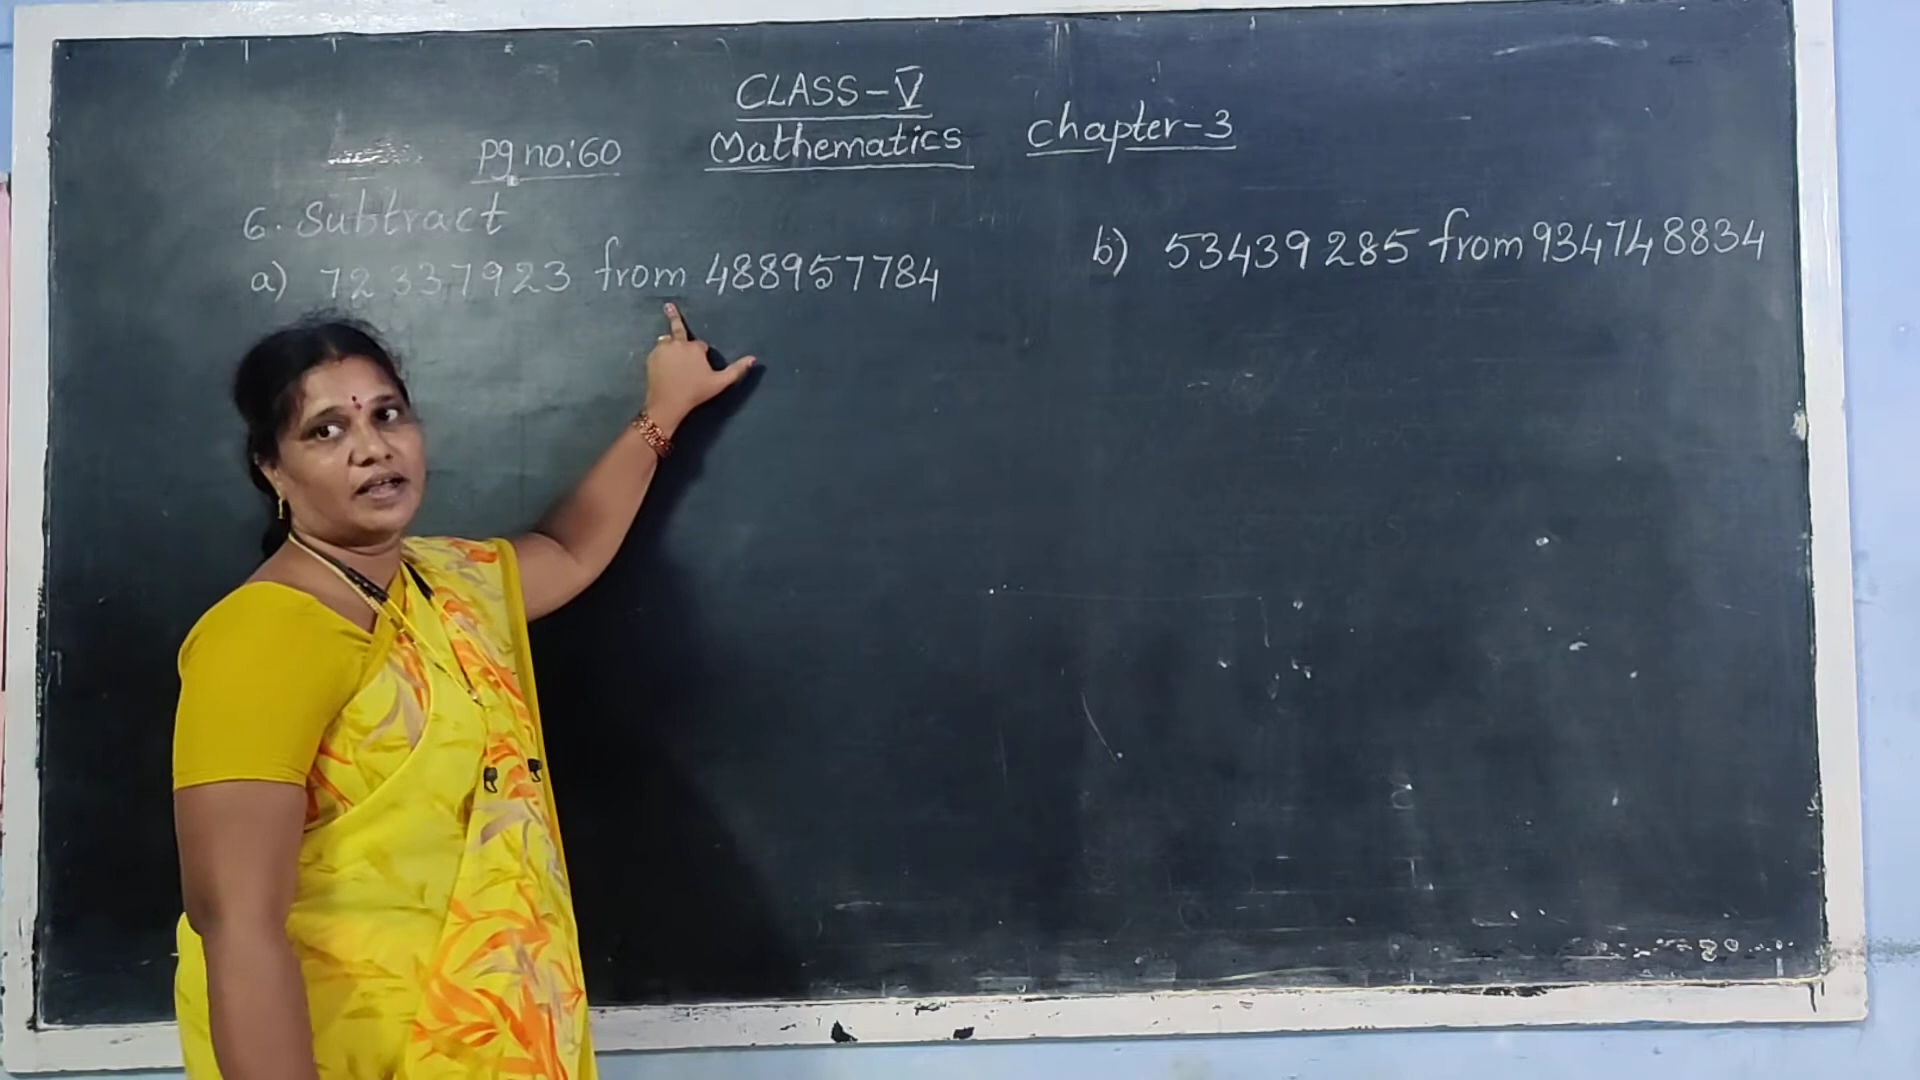 CLASS-V
Pg no:60 Mathematics Chapter-3
6. Subtract
a) 72337923 from 488957784
b) 53439285 from 934748834